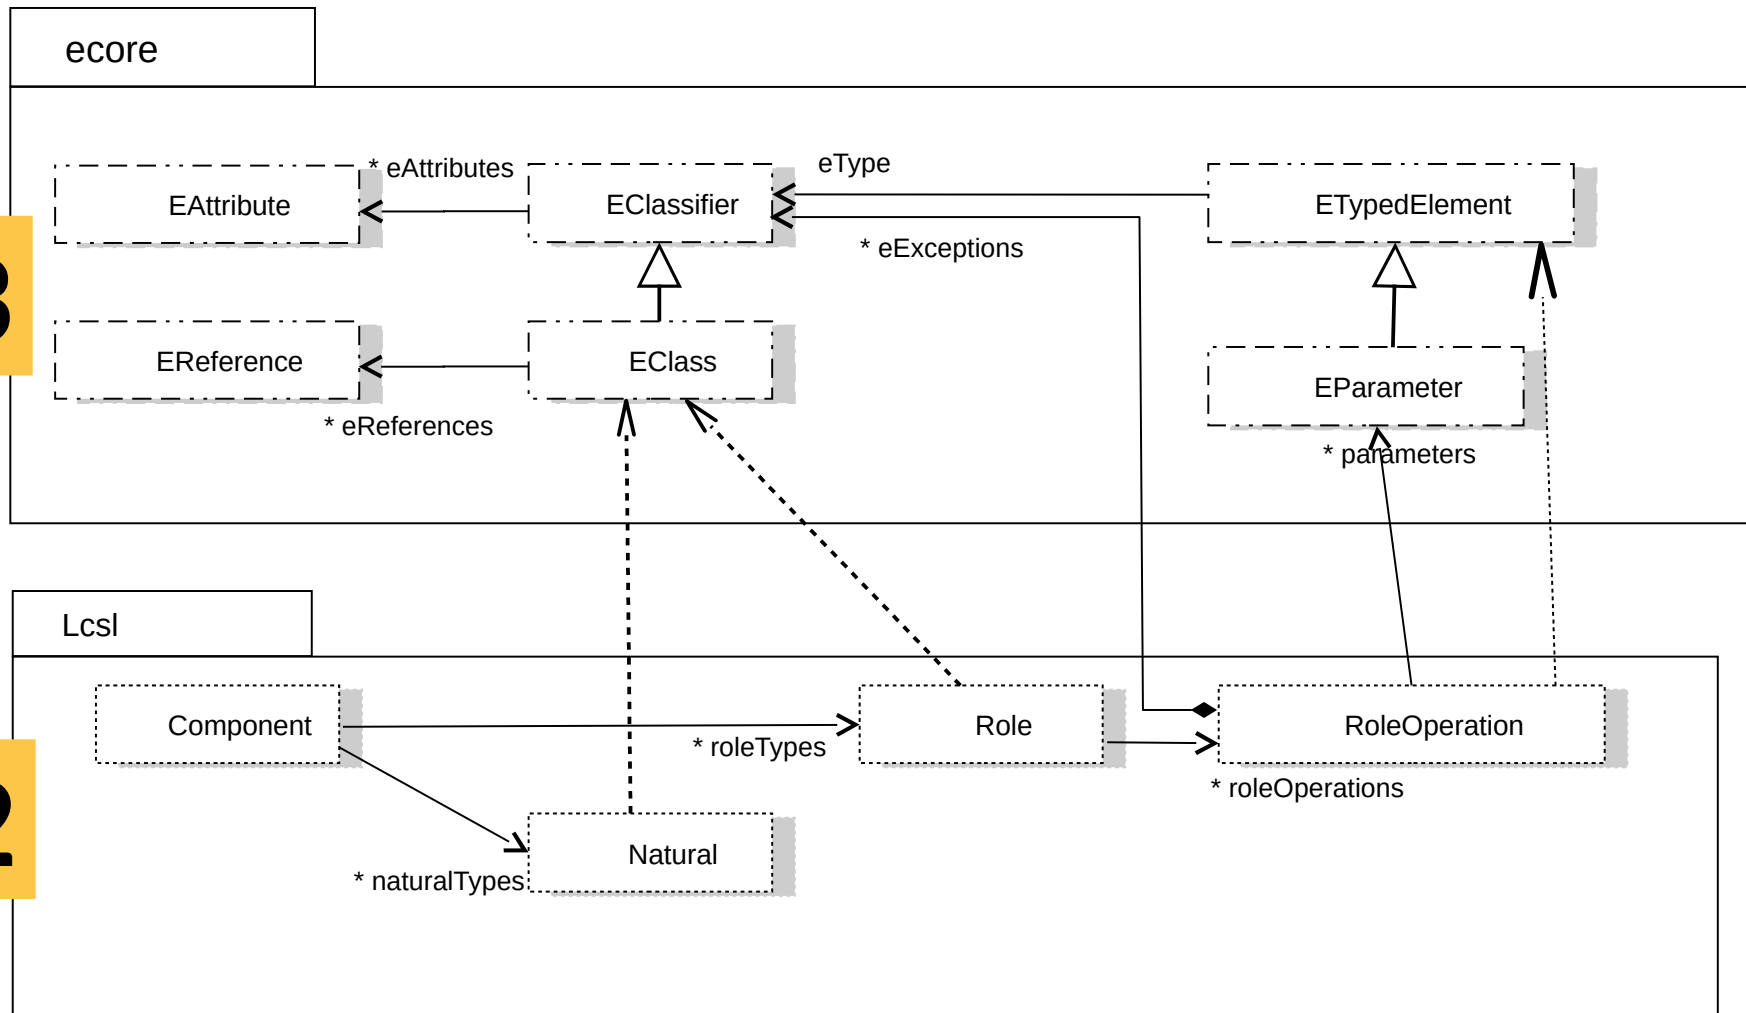 ecore
* eAttributes
eType
EAttribute
EClassifier
ETypedElement
* eExceptions
EReference
EClass
EParameter
* eReferences
* parameters
Lcsl
Component
* roleTypes
Role
RoleOperation
* roleOperations
Natural
* naturalTypes